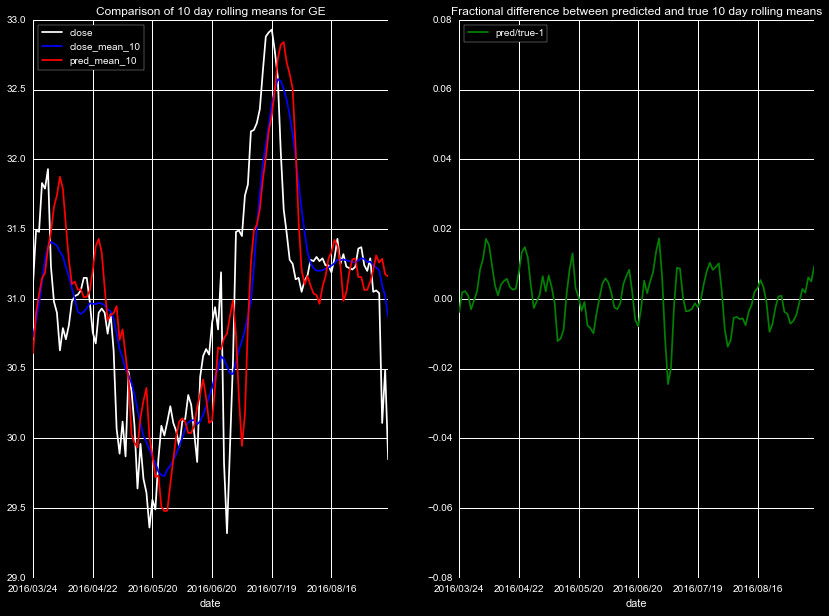 Comparison of 10 day rolling means for GE
33.0
32.5
32.0
31.5
31.0
30.5
30.0
29.5
29.0
close
close_mean_10
pred_mean_10
2016/03/24 2016/04/22 2016/05/20 2016/06/20 2016/07/19 2016/08/16
date
Fractional difference between predicted and true 10 day rolling means
0.08
0.06
0.04
0.02
0.00
−0.02
−0.04
−0.06
−0.08
pred/true-1
2016/03/24 2016/04/22 2016/05/20 2016/06/20 2016/07/19 2016/08/16
date